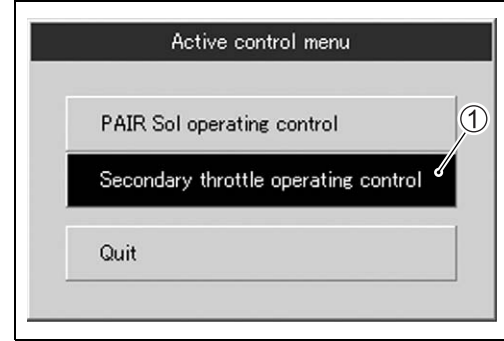 Active control menu
PAIR Sol operating control
1
Secondary throttle operating control
Quit